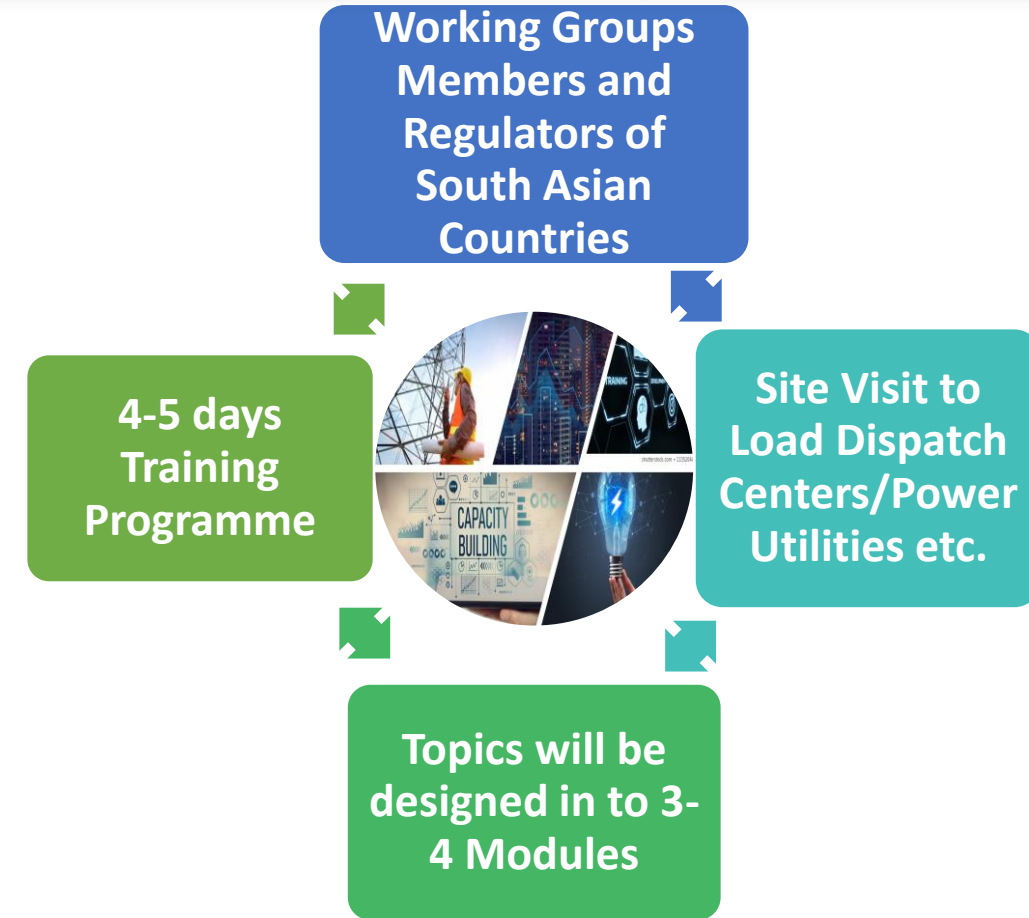 Working Groups
Members and
Regulators of
South Asian
Countries
4-5 days
Training
Programme
TRAINING
CAPACITY
BUILDING
Site Visit to
Load Dispatch
Centers/Power
Utilities etc.
Topics will be
designed in to 3-
4 Modules